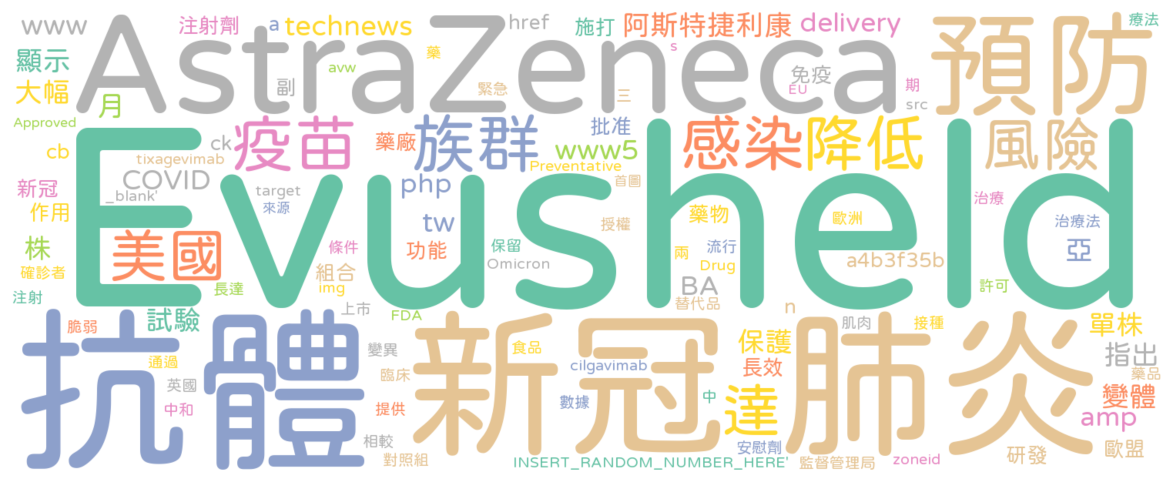 www 注射劑 a technews href 施打 阿斯特捷利康 delivery 療法
AstraZeneca 預防
顯示 副 avw 藥 s 免疫 EU 期
大幅 月 緊急 三 src
Approved ck 疫苗 藥廠 族群 批准 感染 降低 風險
cb tixagevimab www5
COVID Preventative
新冠 _blank' target php 首圖 治療
作用 來源 tw 授權 藥物 歐洲 治療法
Evusheld
株 美國 條件 功能 保留 兩 流行 亞
確診者 組合 Omicron Drug a4b3f35b
注射 長達 img BA 許可
上市 FDA 替代品 n
脆弱 試驗 肌肉 接種 單株
抗體 新冠肺炎
通過 變異 食品 保護 指出
英國 臨床 cilgavimab 長效 藥品
中和 提供 數據 中 達 變體
相較 安慰劑 amp
對照組 INSERT_RANDOM_NUMBER_HERE' 監督管理局 zoneid 研發 歐盟